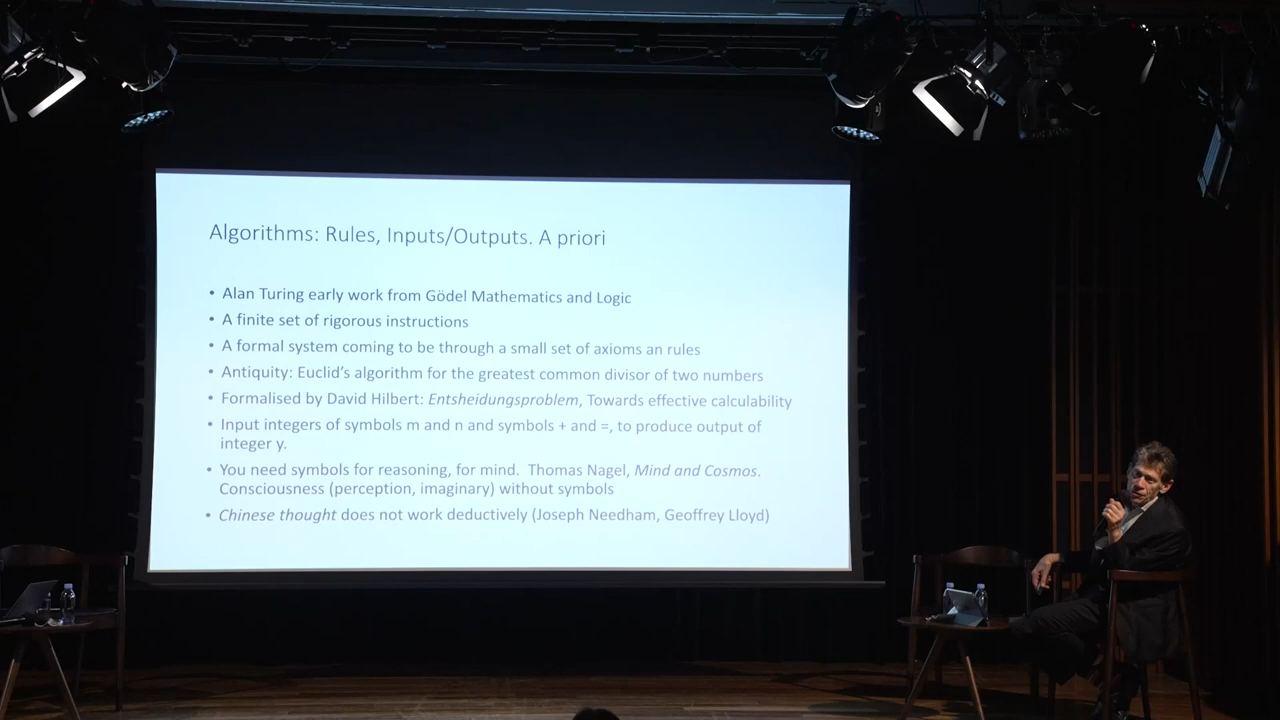 Algorithms: Rules, Inputs/Outputs. A priori
• Alan Turing early work from Gödel Mathematics and Logic
• A finite set of rigorous instructions
• A formal system coming to be through a small set of axioms an rules
• Antiquity: Euclid's algorithm for the greatest common divisor of two numbers
• Formalised by David Hilbert: Entsheidungsproblem, Towards effective calculability
• Input integers of symbols m and n and symbols + and =, to produce output of
integer y.
• You need symbols for reasoning, for mind. Thomas Nagel, Mind and Cosmos.
Consciousness (perception, imaginary) without symbols
• Chinese thought does not work deductively (Joseph Needham, Geoffrey Lloyd)